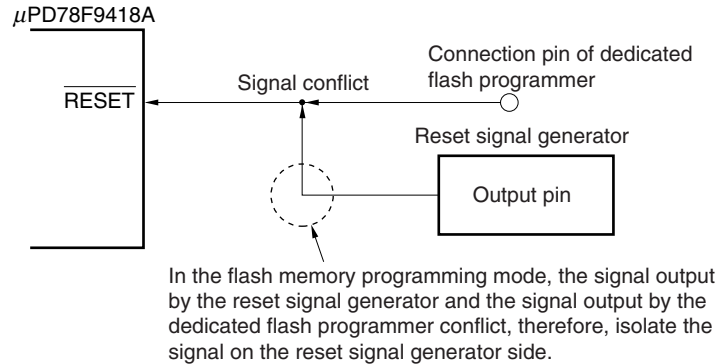 μPD78F9418A
Connection pin of dedicated
flash programmer
Signal conflict
RESET
Reset signal generator
Output pin
In the flash memory programming mode, the signal output
by the reset signal generator and the signal output by the
dedicated flash programmer conflict, therefore, isolate the
signal on the reset signal generator side.